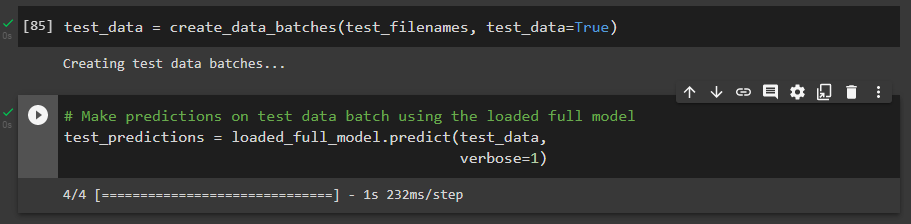 [85] test_data = create_data_batches(test_filenames, test_data=True)
0s
Creating test data batches...
# Make predictions on test data batch using the loaded full model
0s
test_predictions = loaded_full_model.predict(test_data,
verbose=1)
4/4 [==============================] - 1s 232ms/step